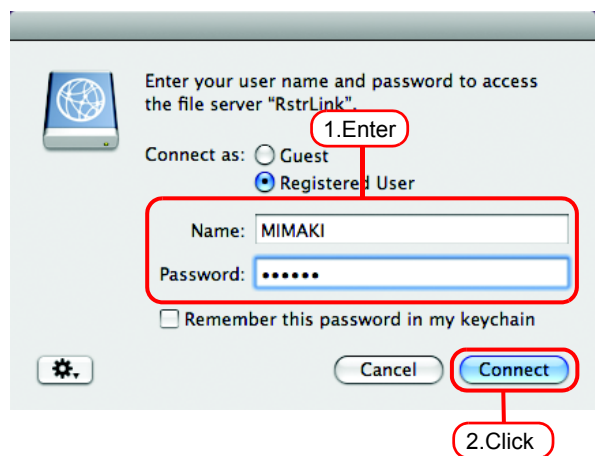 Enter your user name and password to access
the file server “RstrLink”.
1.Enter
Connect as: Guest
Registered User
Name: MIMAKI
Password: ••••••
Remember this password in my keychain
Cancel Connect
2.Click